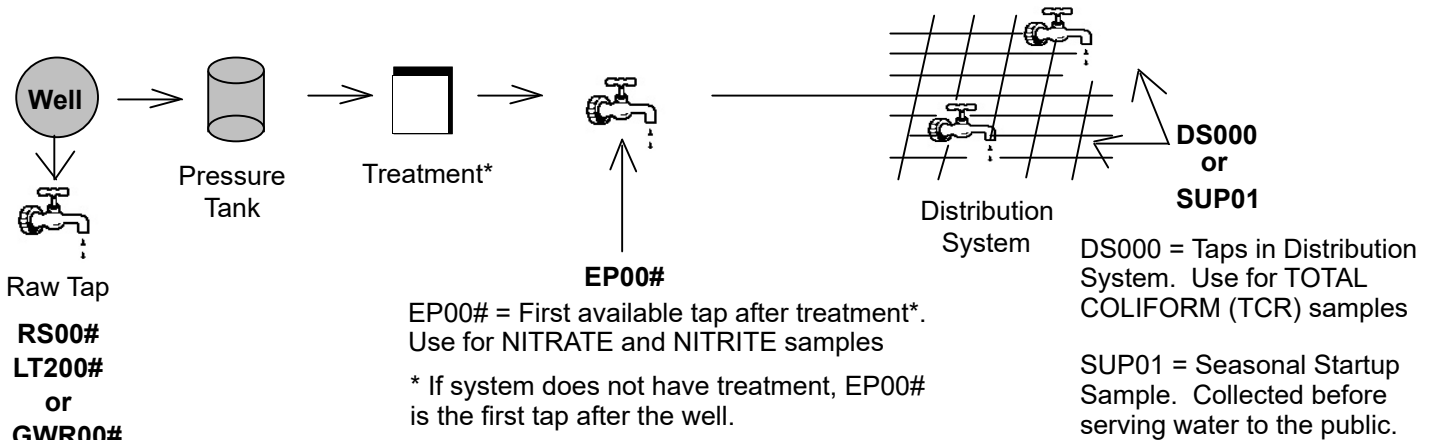 Well
Pressure
Tank
Treatment*
Raw Tap
RS00#
LT200#
or
GWR00#
EP00#
EP00# = First available tap after treatment*.
Use for NITRATE and NITRITE samples
* If system does not have treatment, EP00#
is the first tap after the well.
Distribution
System
DS000
or
SUP01
DS000 = Taps in Distribution
System. Use for TOTAL
COLIFORM (TCR) samples
SUP01 = Seasonal Startup
Sample. Collected before
serving water to the public.